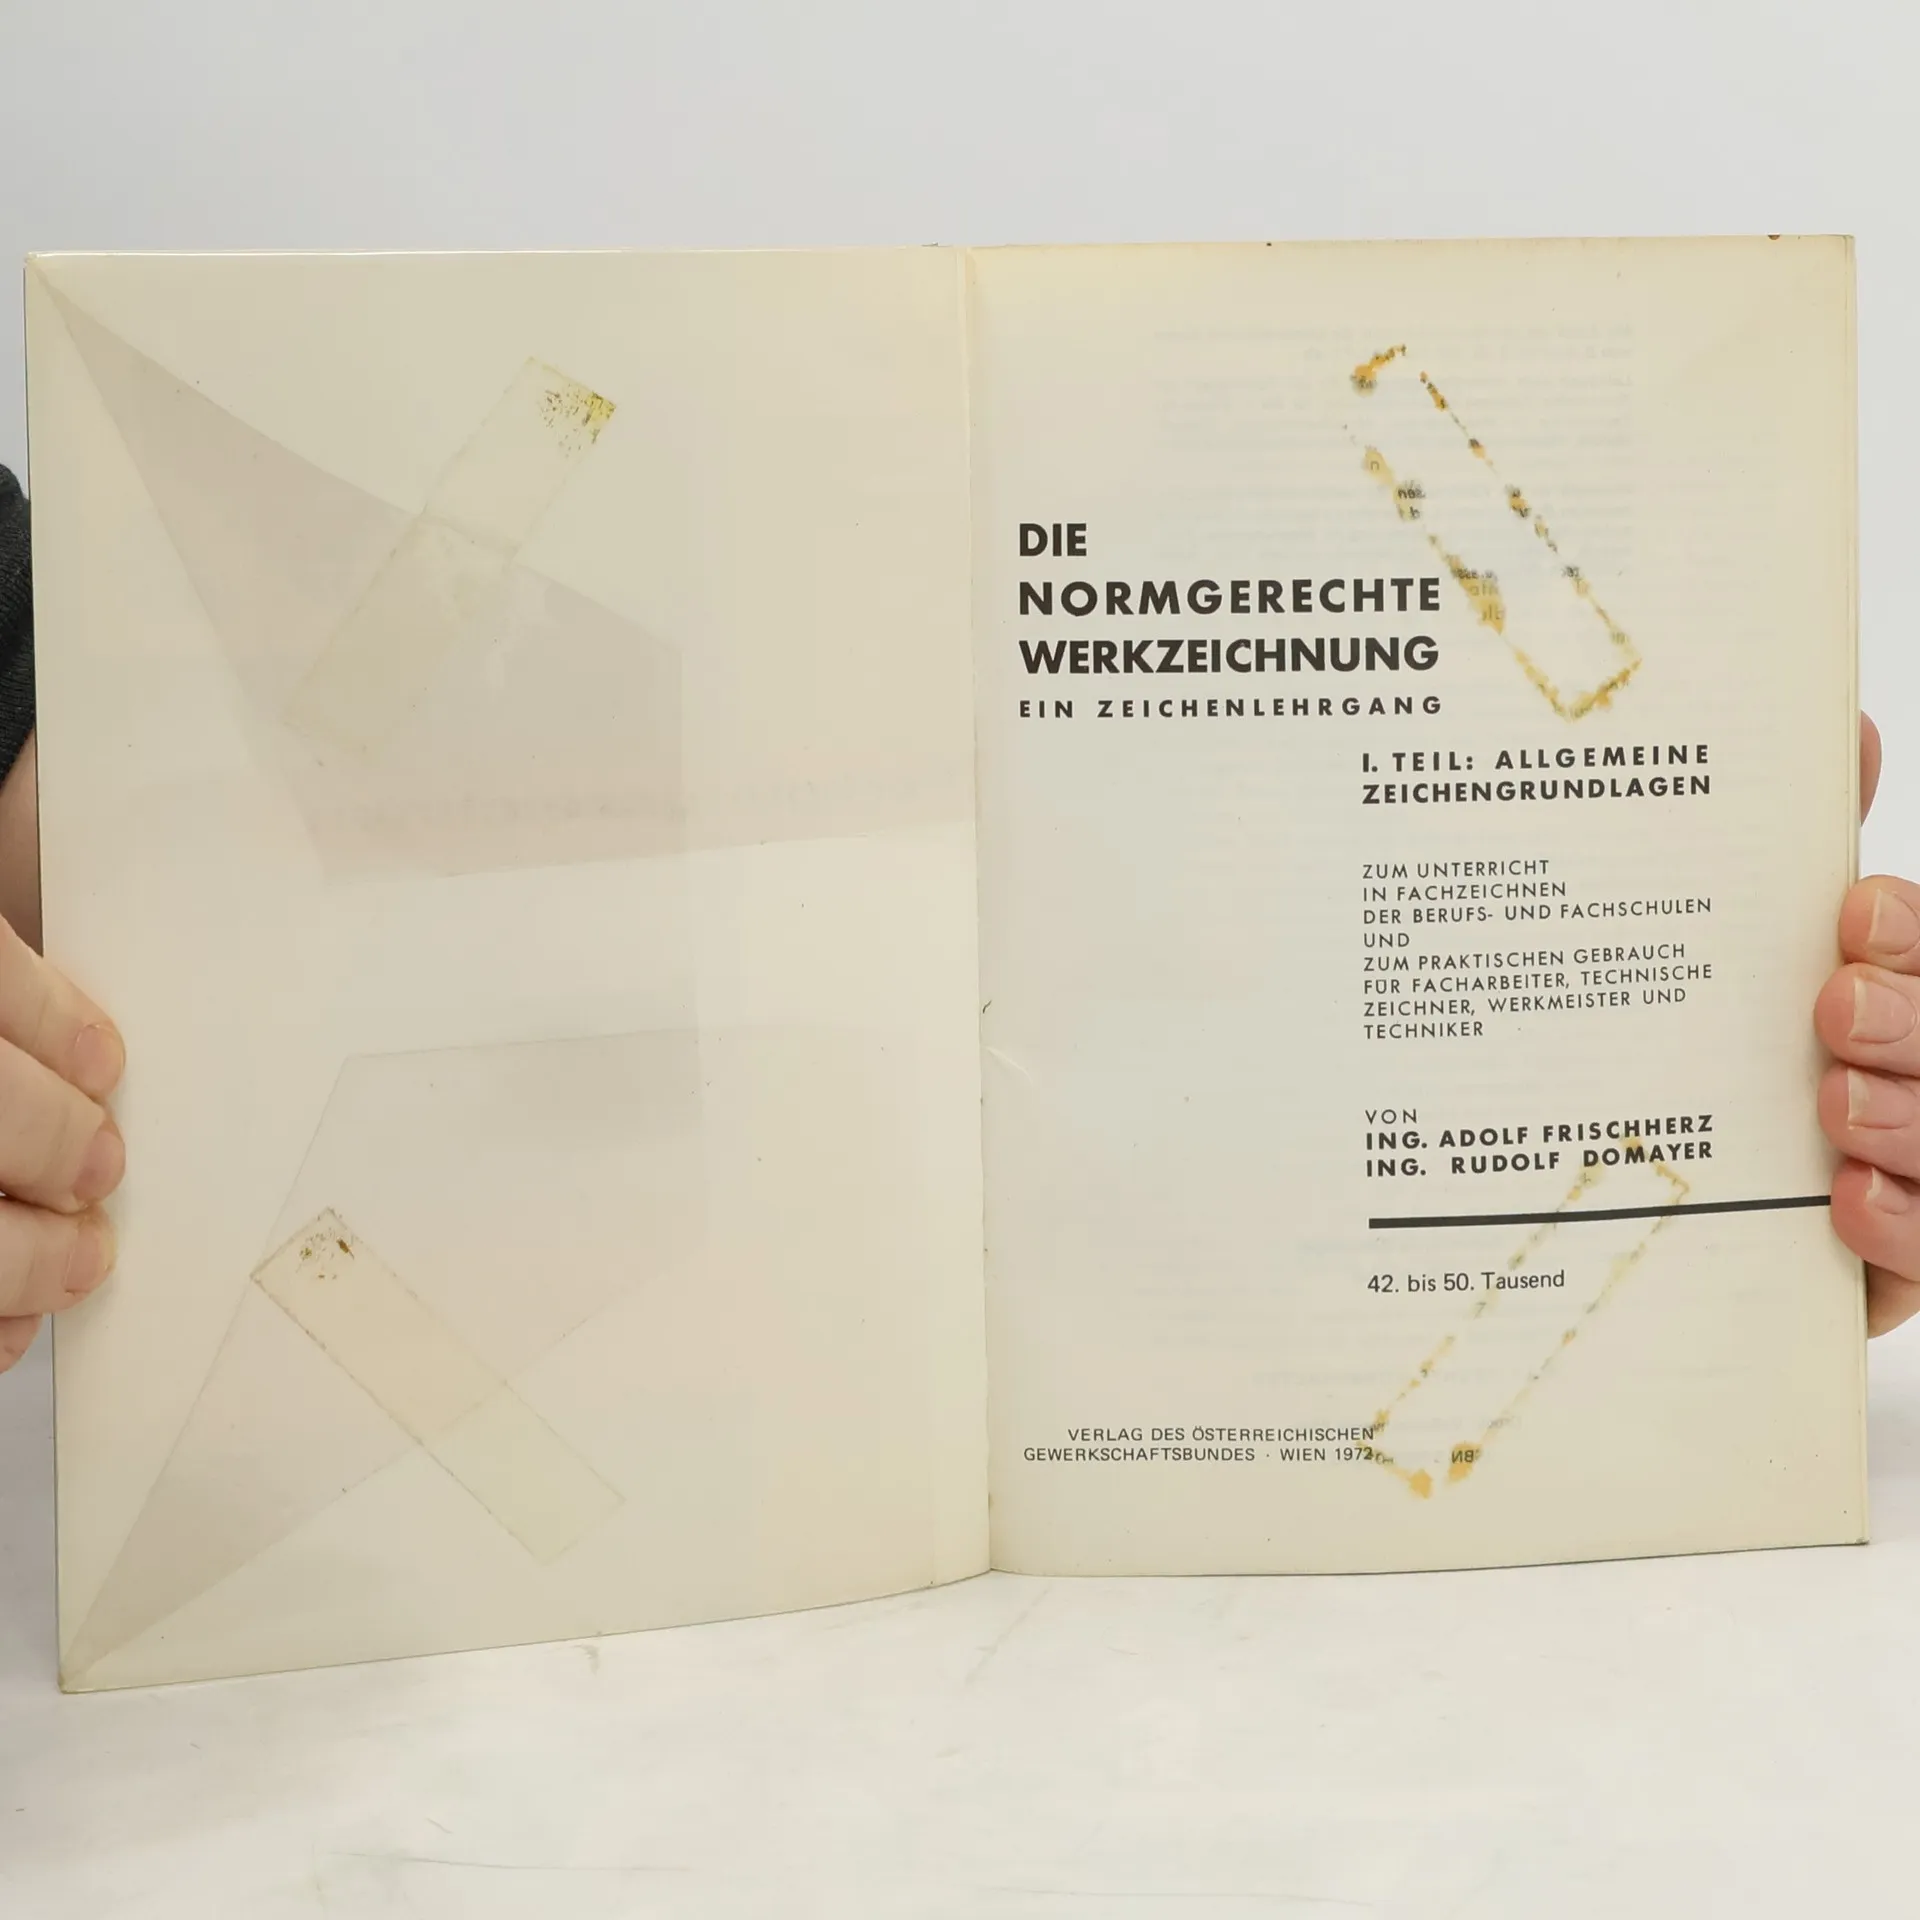 DIE
NORMGERECHTE
WERKZEICHNUNG
EIN ZEICHENLEHRGANG
I. TEIL: ALLGEMEINE
ZEICHENGRUNDLAGEN
ZUM UNTERRICHT
IN FACHZEICHNEN
DER BERUFS- UND FACHSCHULEN
UND
ZUM PRAKTISCHEN GEBRAUCH
FÜR FACHARBEITER, TECHNISCHE
ZEICHNER, WERKMEISTER UND
TECHNIKER
VON
ING. ADOLF FRISCHHERZ
ING. RUDOLF DOMAYER
42. bis 50. Tausend
VERLAG DES ÖSTERREICHISCHEN
GEWERKSCHAFTSBUNDES · WIEN 1972